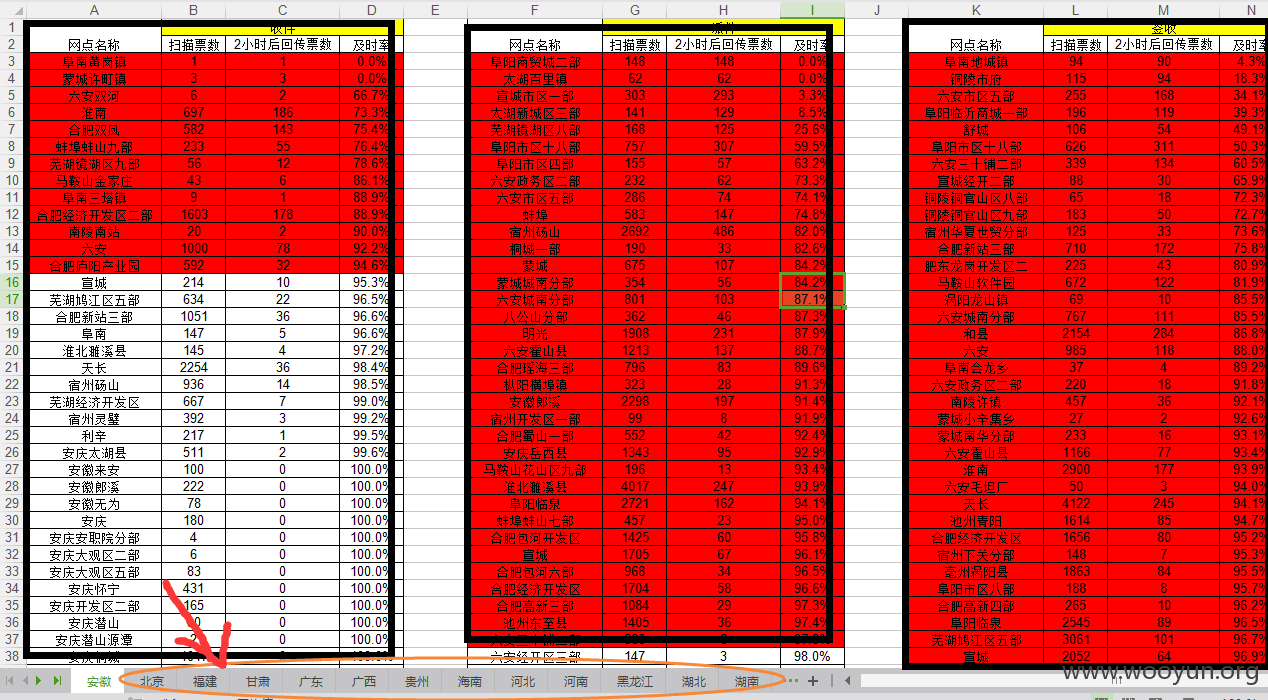 A B C D E F G H I J K L M N
1 收件 派件 签收
2 网点名称 扫描票数 2小时后回传票数 及时率 网点名称 扫描票数 2小时后回传票数 及时率 网点名称 扫描票数 2小时后回传票数 及时
3 阜南黄岗镇 1 1 0.0% 阜阳商贸城二部 148 148 0.0% 阜南地城镇 94 90 4.3%
4 蒙城许町镇 3 3 0.0% 太湖百里镇 62 62 0.0% 铜陵市府 115 94 18.3%
5 六安双河 6 2 66.7% 宣城市区一部 303 293 3.3% 六安市区五部 255 168 34.1%
6 淮南 697 186 73.3% 太湖新城区三部 141 129 8.5% 阜阳临沂商城一部 196 119 39.3%
7 合肥双凤 582 143 75.4% 芜湖镜湖区八部 168 125 25.6% 舒城 106 54 49.1%
8 蚌埠蚌山九部 233 55 76.4% 阜阳市区十八部 757 307 59.5% 阜阳市区十八部 626 311 50.3%
9 芜湖镜湖区九部 56 12 78.6% 阜阳市区四部 155 57 63.2% 六安三十铺二部 339 134 60.5%
10 马鞍山金家庄 43 6 86.1% 六安政务区二部 232 62 73.3% 宣城经开二部 88 30 65.9%
11 阜南三塔镇 9 1 88.9% 六安市区五部 286 74 74.1% 铜陵铜官山区八部 65 18 72.3%
12 合肥经济开发区二部 1603 178 88.9% 蚌埠 583 147 74.8% 铜陵铜官山区九部 183 50 72.7%
13 南陵南站 20 2 90.0% 宿州砀山 2692 486 82.0% 宿州华夏世贸分部 125 33 73.6%
14 六安 1000 78 92.2% 桐城一部 190 33 82.6% 合肥新站三部 710 172 75.8%
15 合肥庐阳产业园 592 32 94.6% 蒙城 675 107 84.2% 肥东龙岗开发区二 225 43 80.9%
16 宣城 214 10 95.3% 蒙城城南分部 354 56 84.2% 马鞍山软件园 672 122 81.9%
17 芜湖鸠江区五部 634 22 96.5% 六安城南分部 801 103 87.1% 涡阳龙山镇 69 10 85.5%
18 合肥新站三部 1051 36 96.6% 八公山分部 362 46 87.3% 六安城南分部 767 111 85.5%
19 阜南 147 5 96.6% 明光 1908 231 87.9% 和县 2154 284 86.8%
20 淮北濉溪县 145 4 97.2% 六安霍山县 1213 137 88.7% 六安 985 118 88.0%
21 天长 2254 36 98.4% 合肥瑶海三部 796 83 89.6% 阜南会龙乡 37 4 89.2%
22 宿州砀山 936 14 98.5% 枞阳横埠镇 323 28 91.3% 六安政务区二部 220 18 91.8%
23 芜湖经济开发区 667 7 99.0% 安徽郎溪 2298 197 91.4% 南陵许镇 457 36 92.1%
24 宿州灵璧 392 3 99.2% 宿州开发区一部 99 8 91.9% 蒙城小辛集乡 27 2 92.6%
25 利辛 217 1 99.5% 合肥蜀山一部 552 42 92.4% 蒙城南华分部 233 16 93.1%
26 安庆太湖县 511 2 99.6% 安庆岳西县 1343 95 92.9% 六安霍山县 1166 77 93.4%
27 安徽来安 100 0 100.0% 马鞍山花山区九部 196 13 93.4% 淮南 2900 177 93.9%
28 安徽郎溪 222 0 100.0% 淮北濉溪县 4017 247 93.9% 六安毛坦厂 50 3 94.0%
29 安徽无为 78 0 100.0% 阜阳临泉 2721 162 94.1% 天长 4122 245 94.1%
30 安庆 180 0 100.0% 蚌埠蚌山七部 457 23 95.0% 池州青阳 1614 85 94.7%
31 安庆安职院分部 4 0 100.0% 合肥包河开发区 1425 60 95.8% 合肥经济开发区 1656 80 95.2%
32 安庆大观区二部 6 0 100.0% 宣城 1705 67 96.1% 宿州下关分部 148 7 95.3%
33 安庆大观区五部 83 0 100.0% 合肥包河六部 968 34 96.5% 亳州涡阳县 1863 84 95.5%
34 安庆怀宁 431 0 100.0% 合肥经济开发区 1704 58 96.6% 阜阳市区八部 188 8 95.7%
35 安庆开发区二部 165 0 100.0% 合肥高新三部 1084 29 97.3% 合肥高新四部 265 10 96.2%
36 安庆潜山 0 0 100.0% 池州东至县 1405 36 97.4% 阜阳临泉 2545 89 96.5%
37 安庆潜山源潭 0 100.0% 芜湖鸠江区五部 3061 101 96.7%
38 安庆桐城 六安经开区三部 147 3 98.0% 宣城 2052 64 96.9%
安徽 北京 福建 甘肃 广东 广西 贵州 海南 河北 河南 黑龙江 湖北 湖南 ··· +
www.wooyun.org